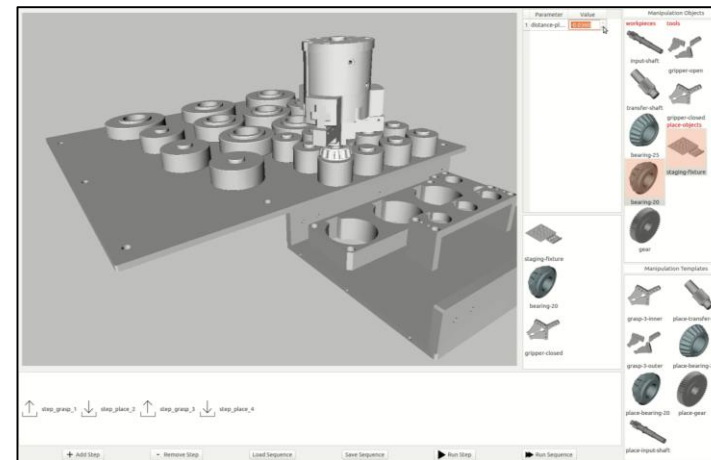 Parameter Value
1 distance-pl...
Manipulation Objects
workpieces tools
input-shaft
gripper-open
transfer-shaft
gripper-closed
place-objects
bearing-25
staging-fixture
bearing-20
gear
staging-fixture
bearing-20
gripper-closed
Manipulation Templates
grasp-3-inner place-transfer-
grasp-3-outer place-bearing-
place-bearing-20 place-gear
place-input-shaft
step_grasp_1 step_place_2 step_grasp_3 step_place_4
+ Add Step - Remove Step Load Sequence Save Sequence Run Step Run Sequence